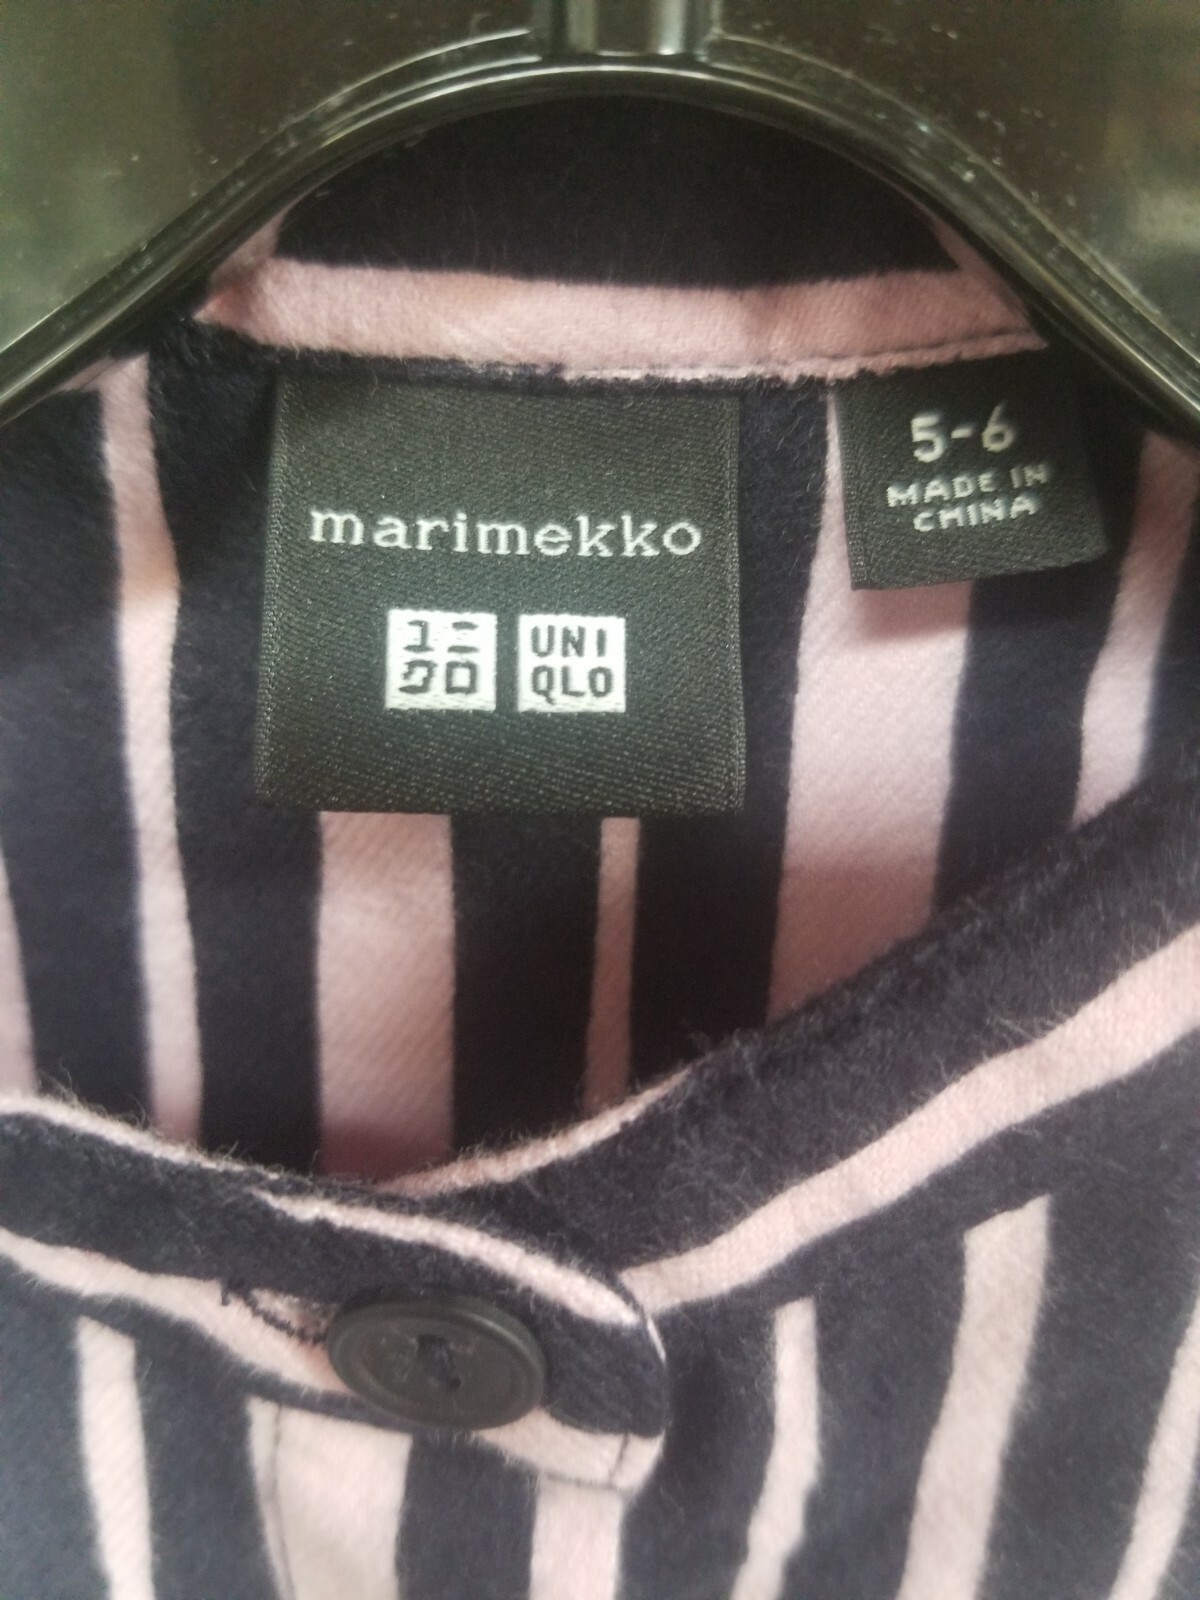 marimekko
ユニ
クロ
UNI
QLO
5-6
MADE IN
CHINA